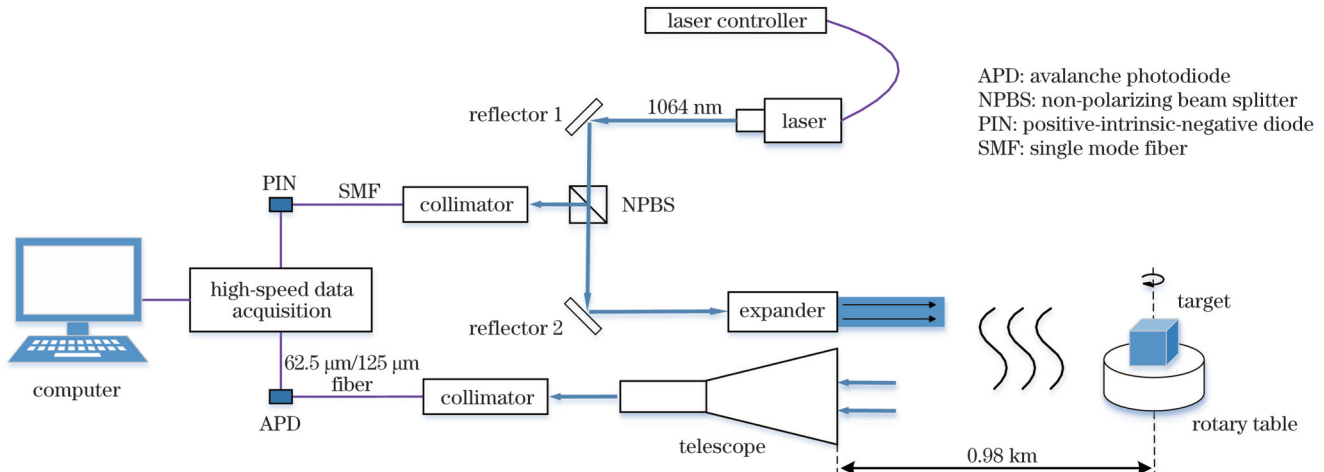 laser controller
APD: avalanche photodiode
NPBS: non-polarizing beam splitter
PIN: positive-intrinsic-negative diode
SMF: single mode fiber
reflector 1
1064 nm
laser
PIN
SMF
collimator
NPBS
high-speed data
acquisition
reflector 2
expander
target
computer
62.5 μm/125 μm
fiber
APD
collimator
telescope
rotary table
0.98 km